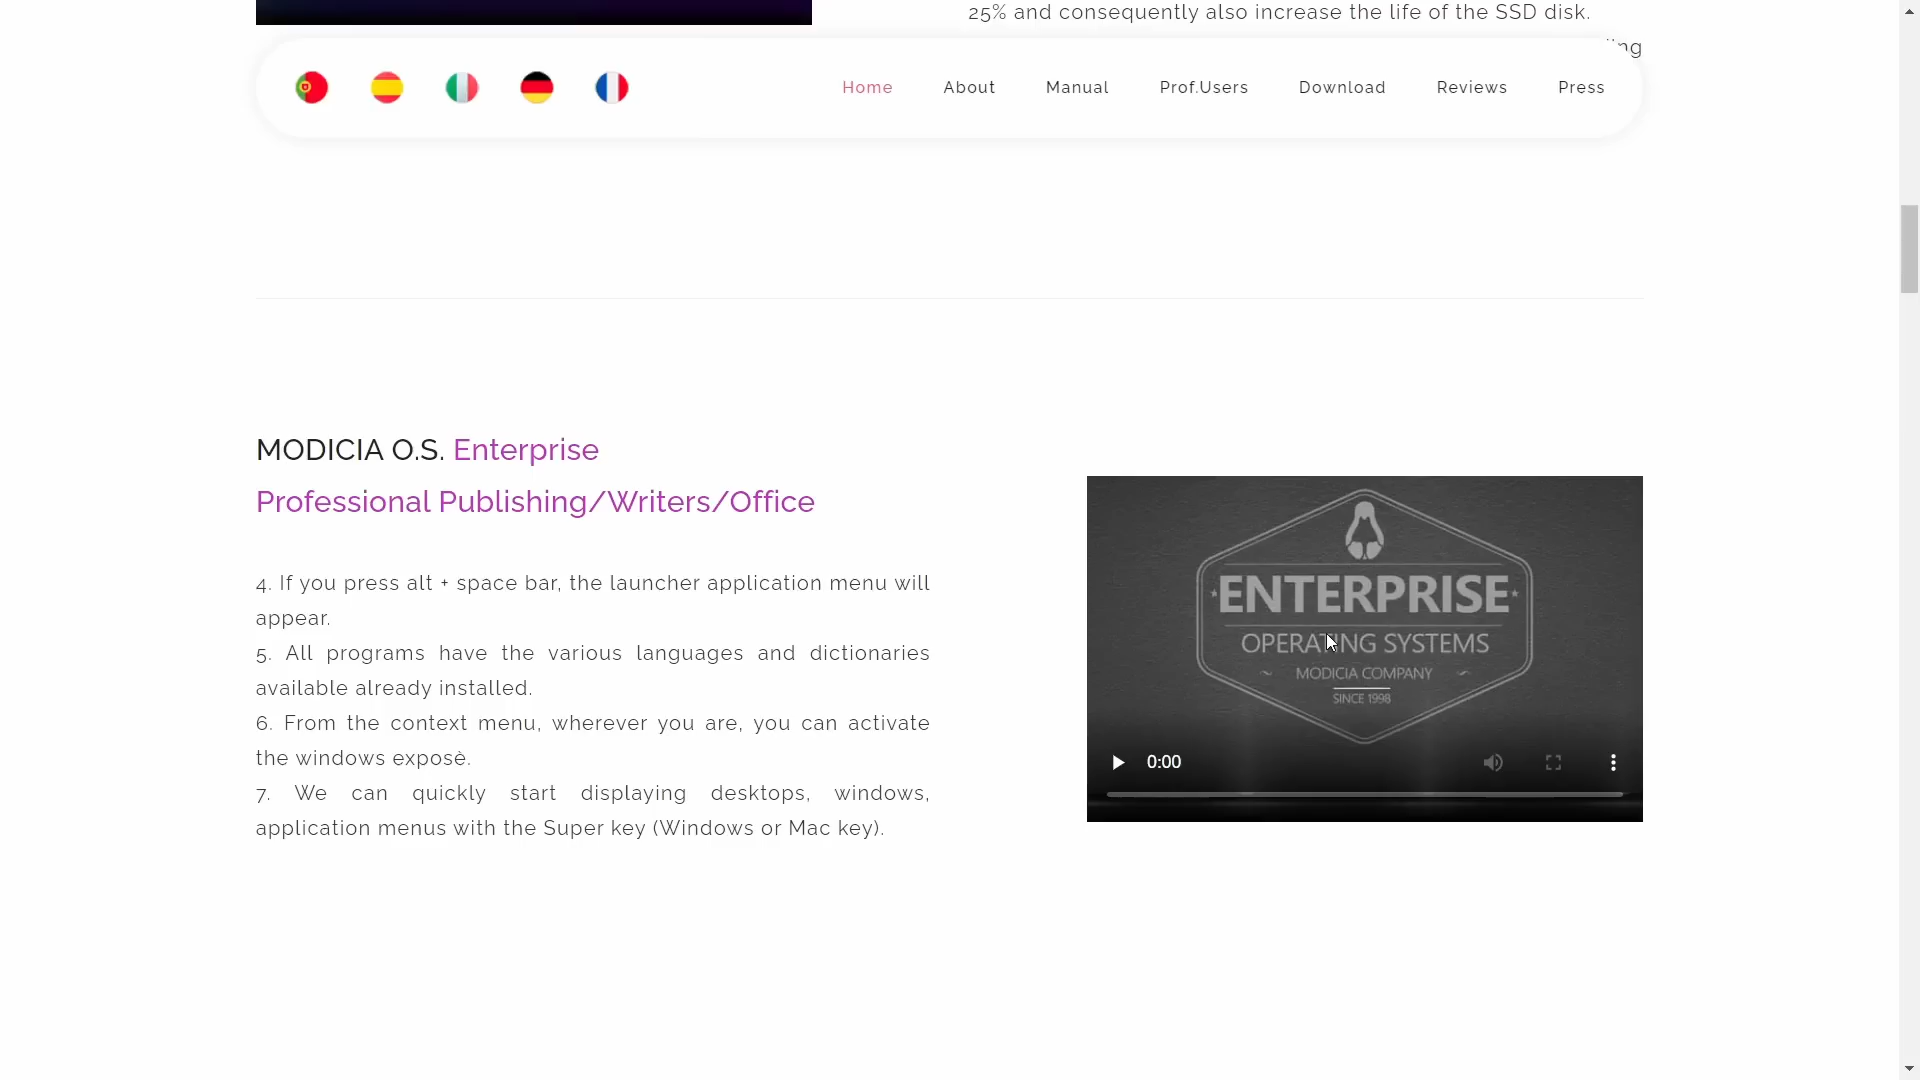 25% and consequently also increase the life of the SSD disk.
Home About Manual Prof.Users Download Reviews Press
MODICIA O.S. Enterprise
Professional Publishing/Writers/Office
4. If you press alt + space bar, the launcher application menu will
appear.
5. All programs have the various languages and dictionaries
available already installed.
6. From the context menu, wherever you are, you can activate
the windows exposè.
7. We can quickly start displaying desktops, windows,
application menus with the Super key (Windows or Mac key).
ENTERPRISE
OPERATING SYSTEMS
MODICIA COMPANY
SINCE 1998
0:00